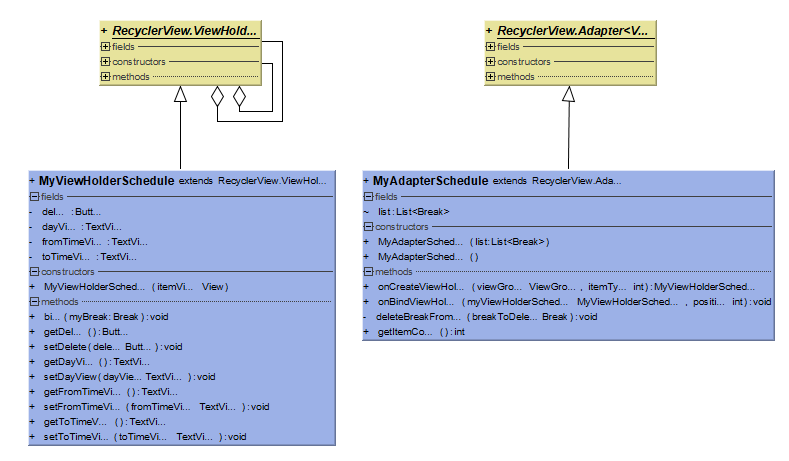 + RecyclerView.ViewHold...
fields
constructors
methods
+ RecyclerView.Adapter<V...
fields
constructors
methods
+ MyViewHolderSchedule extends RecyclerView.ViewHol...
fields
- del... : Butt...
- dayVi... : TextVi...
- fromTimeVi... : TextVi...
- toTimeVi... : TextVi...
constructors
+ MyViewHolderSched... (itemVi... View)
methods
+ bi... (myBreak: Break) : void
+ getDel... () : Butt...
+ setDelete( dele... Butt... ) : void
+ getDayVi... () : TextVi...
+ setDayView( dayVie... TextVi... ) : void
+ getFromTimeVi... () : TextVi...
+ setFromTimeVi... ( fromTimeVi... TextVi... ) : void
+ getToTimeV... () : TextVi...
+ setToTimeVi... ( toTimeVi... TextVi... ) : void
+ MyAdapterSchedule extends RecyclerView.Ada...
fields
~ list : List<Break>
constructors
+ MyAdapterSched... ( list: List<Break> )
+ MyAdapterSched... ()
methods
+ onCreateViewHol... ( viewGro... ViewGro... , itemTy... int ) : MyViewHolderSched...
+ onBindViewHol... ( myViewHolderSched... MyViewHolderSched... , positi... int ) : void
- deleteBreakFrom... ( breakToDele... Break ) : void
+ getItemCo... () : int